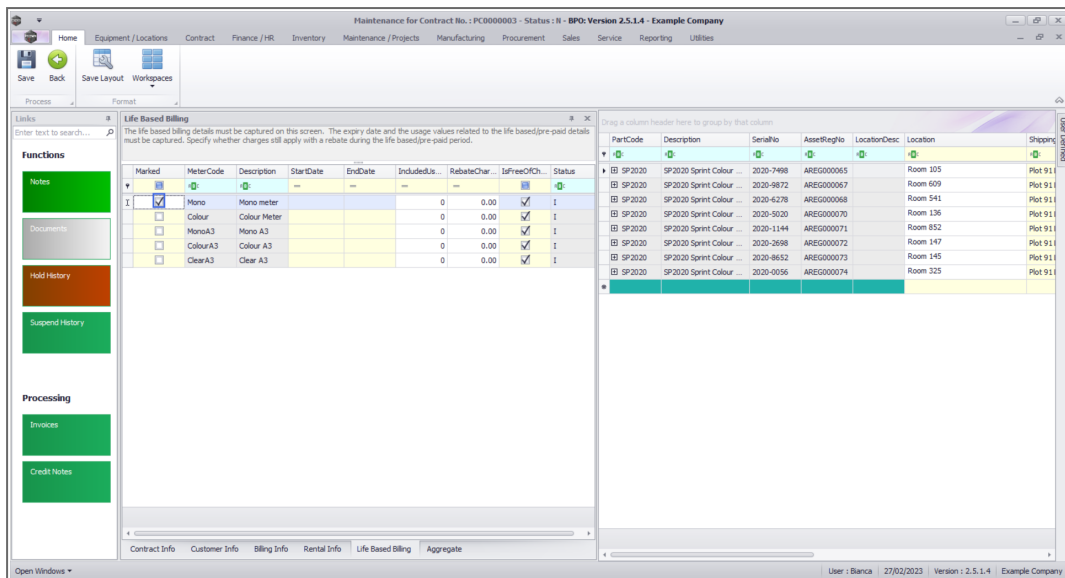 Maintenance for Contract No. : PC0000003 - Status : N - BPO: Version 2.5.1.4 - Example Company
Home Equipment / Locations Contract Finance / HR Inventory Maintenance / Projects Manufacturing Procurement Sales Service Reporting Utilities
Save Back Save Layout Workspaces
Process Format
Links
Enter text to search...
Functions
Notes
Documents
Hold History
Suspend History
Processing
Invoices
Credit Notes
Life Based Billing
The life based billing details must be captured on this screen. The expiry date and the usage values related to the life based/pre-paid details
must be captured. Specify whether charges still apply with a rebate during the life based/pre-paid period.
Marked MeterCode Description StartDate EndDate IndudedUs... RebateChar... IsFreeOfCh... Status
Mono Mono meter 0 0.00 I
Colour Colour Meter 0 0.00 I
MonoA3 Mono A3 0 0.00 I
ColourA3 Colour A3 0 0.00 I
ClearA3 Clear A3 0 0.00 I
Contract Info Customer Info Billing Info Rental Info Life Based Billing Aggregate
Drag a column header here to group by that column
PartCode Description SerialNo AssetRegNo LocationDesc Location Shipping
SP2020 SP2020 Sprint Colour ... 2020-7498 AREG000065 Room 105 Plot 91
SP2020 SP2020 Sprint Colour ... 2020-9872 AREG000067 Room 609 Plot 91
SP2020 SP2020 Sprint Colour ... 2020-6278 AREG000068 Room 541 Plot 91
SP2020 SP2020 Sprint Colour ... 2020-5020 AREG000070 Room 136 Plot 91
SP2020 SP2020 Sprint Colour ... 2020-1144 AREG000071 Room 852 Plot 91
SP2020 SP2020 Sprint Colour ... 2020-2698 AREG000072 Room 147 Plot 91
SP2020 SP2020 Sprint Colour ... 2020-8652 AREG000073 Room 145 Plot 91
SP2020 SP2020 Sprint Colour ... 2020-0056 AREG000074 Room 325 Plot 91
User Defined
Open Windows
User : Bianca 27/02/2023 Version : 2.5.1.4 Example Company